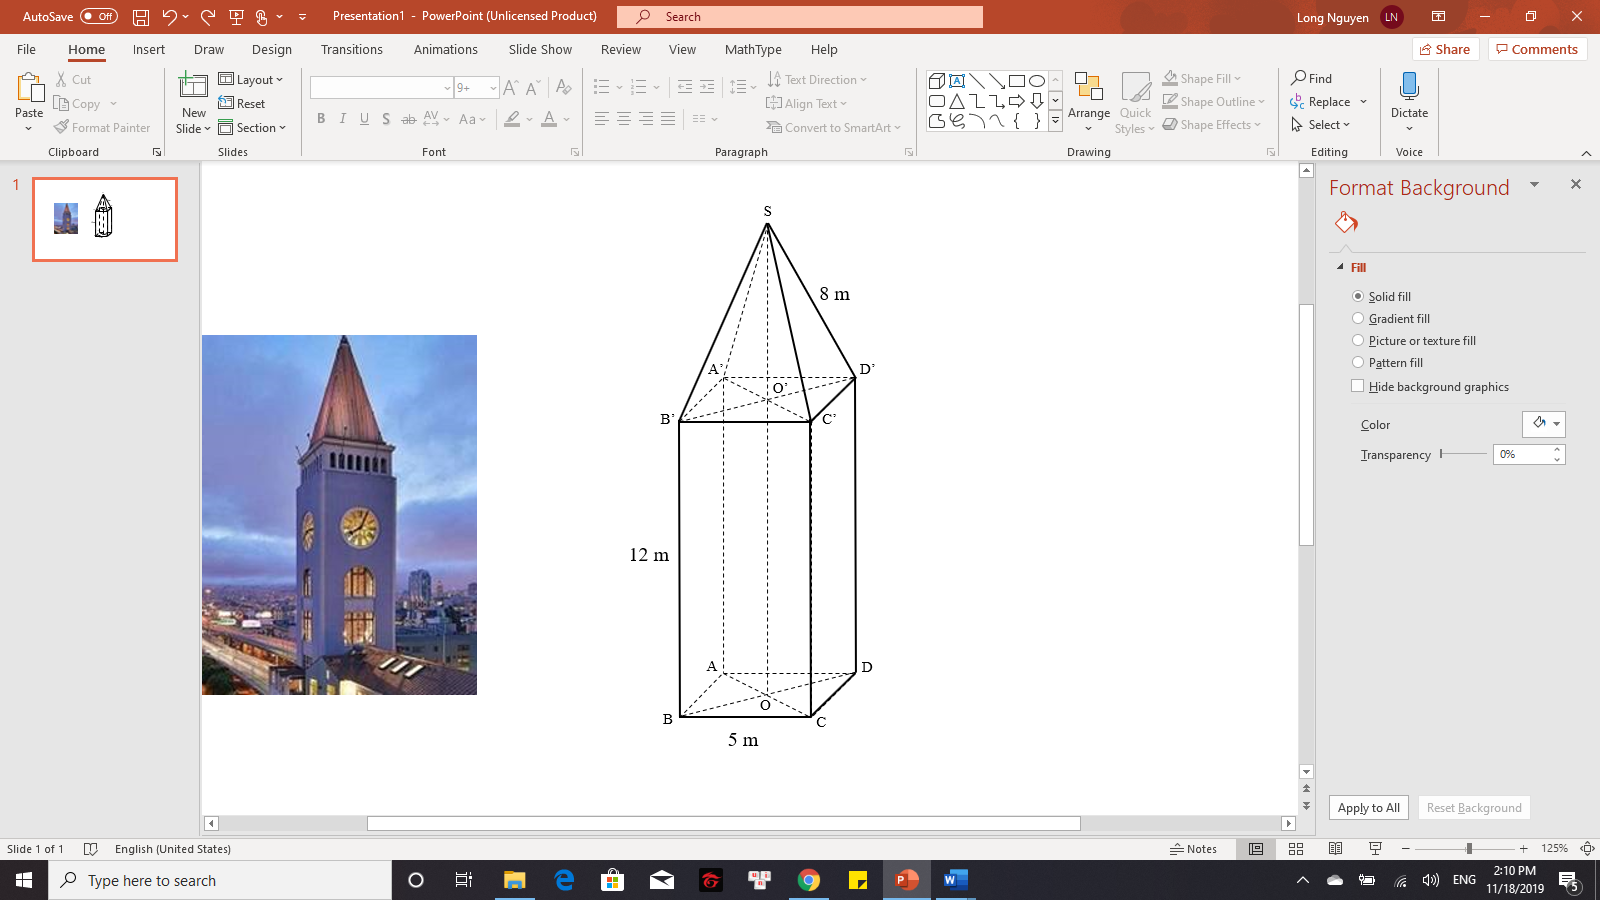 AutoSave Off
Presentation1 - PowerPoint (Unlicensed Product)
Search
Long Nguyen LN
File Home Insert Draw Design Transitions Animations Slide Show Review View MathType Help
Share Comments
Paste
Cut
Copy
Format Painter
Clipboard
New
Slide
Layout
Reset
Section
Slides
9+
B I U S ab AV Aa A
Font
Text Direction
Align Text
Convert to SmartArt
Paragraph
Arrange
Quick
Styles
Shape Fill
Shape Outline
Shape Effects
Drawing
Find
Replace
Select
Editing
Dictate
Voice
1
S
8 m
A’
D’
O’
B’
C’
12 m
A
D
O
B
C
5 m
Format Background
Fill
Solid fill
Gradient fill
Picture or texture fill
Pattern fill
Hide background graphics
Color
Transparency 0%
Apply to All Reset Background
Slide 1 of 1 English (United States) Notes 125%
Type here to search
ENG
2:10 PM
11/18/2019
5